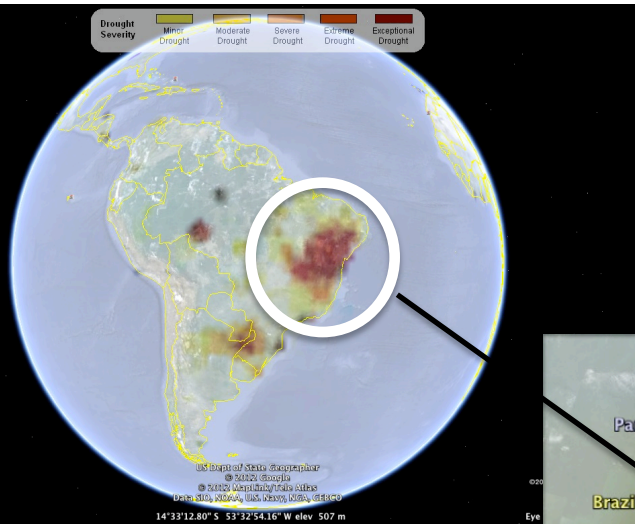 Drought
Severity
Minor
Drought
Moderate
Drought
Severe
Drought
Extreme
Drought
Exceptional
Drought
US Dept of State Geographer
© 2012 Google
© 2012 MapLink/Tele Atlas
Data SIO, NOAA, U.S. Navy, NGA, GEBCO
14°33'12.80" S 53°32'54.16" W elev 507 m
©20
Eye
Pa
Brazi